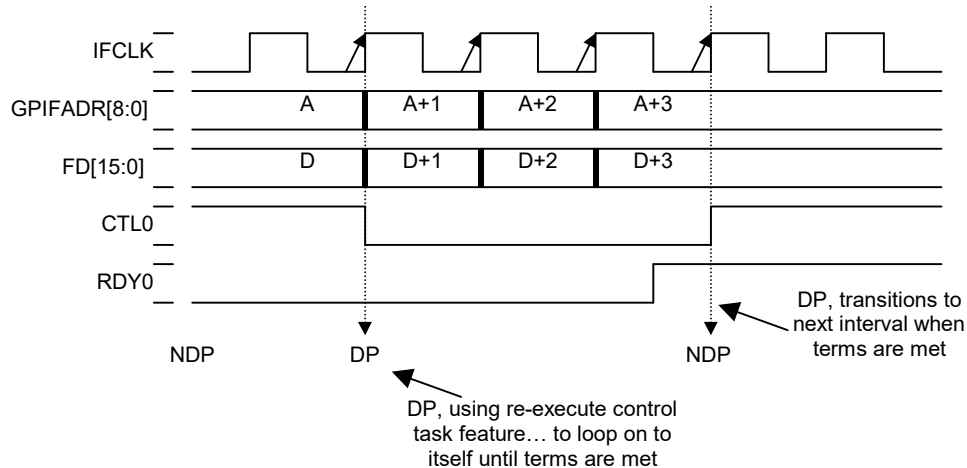 IFCLK
GPIFADR[8:0]
A
A+1
A+2
A+3
FD[15:0]
D
D+1
D+2
D+3
CTL0
RDY0
NDP
DP
NDP
DP, transitions to
next interval when
terms are met
DP, using re-execute control
task feature… to loop on to
itself until terms are met